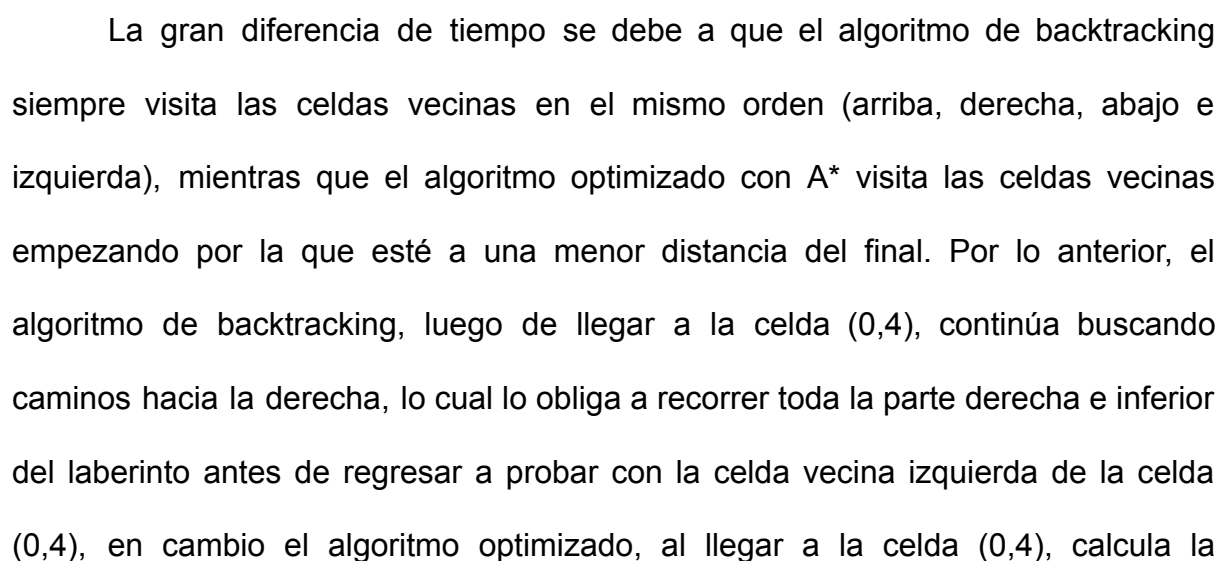 La gran diferencia de tiempo se debe a que el algoritmo de backtracking
siempre visita las celdas vecinas en el mismo orden (arriba, derecha, abajo e
izquierda), mientras que el algoritmo optimizado con A* visita las celdas vecinas
empezando por la que esté a una menor distancia del final. Por lo anterior, el
algoritmo de backtracking, luego de llegar a la celda (0,4), continúa buscando
caminos hacia la derecha, lo cual lo obliga a recorrer toda la parte derecha e inferior
del laberinto antes de regresar a probar con la celda vecina izquierda de la celda
(0,4), en cambio el algoritmo optimizado, al llegar a la celda (0,4), calcula la